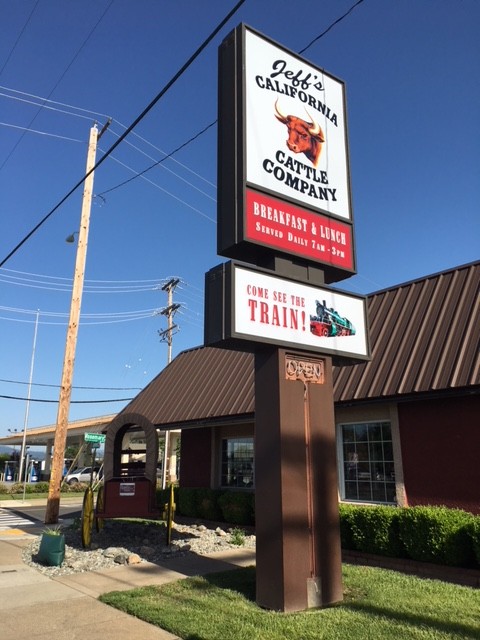 Jeff's
CALIFORNIA
CATTLE
COMPANY
BREAKFAST & LUNCH
SERVED DAILY 7AM - 3PM
COME SEE THE
TRAIN!
OPEN